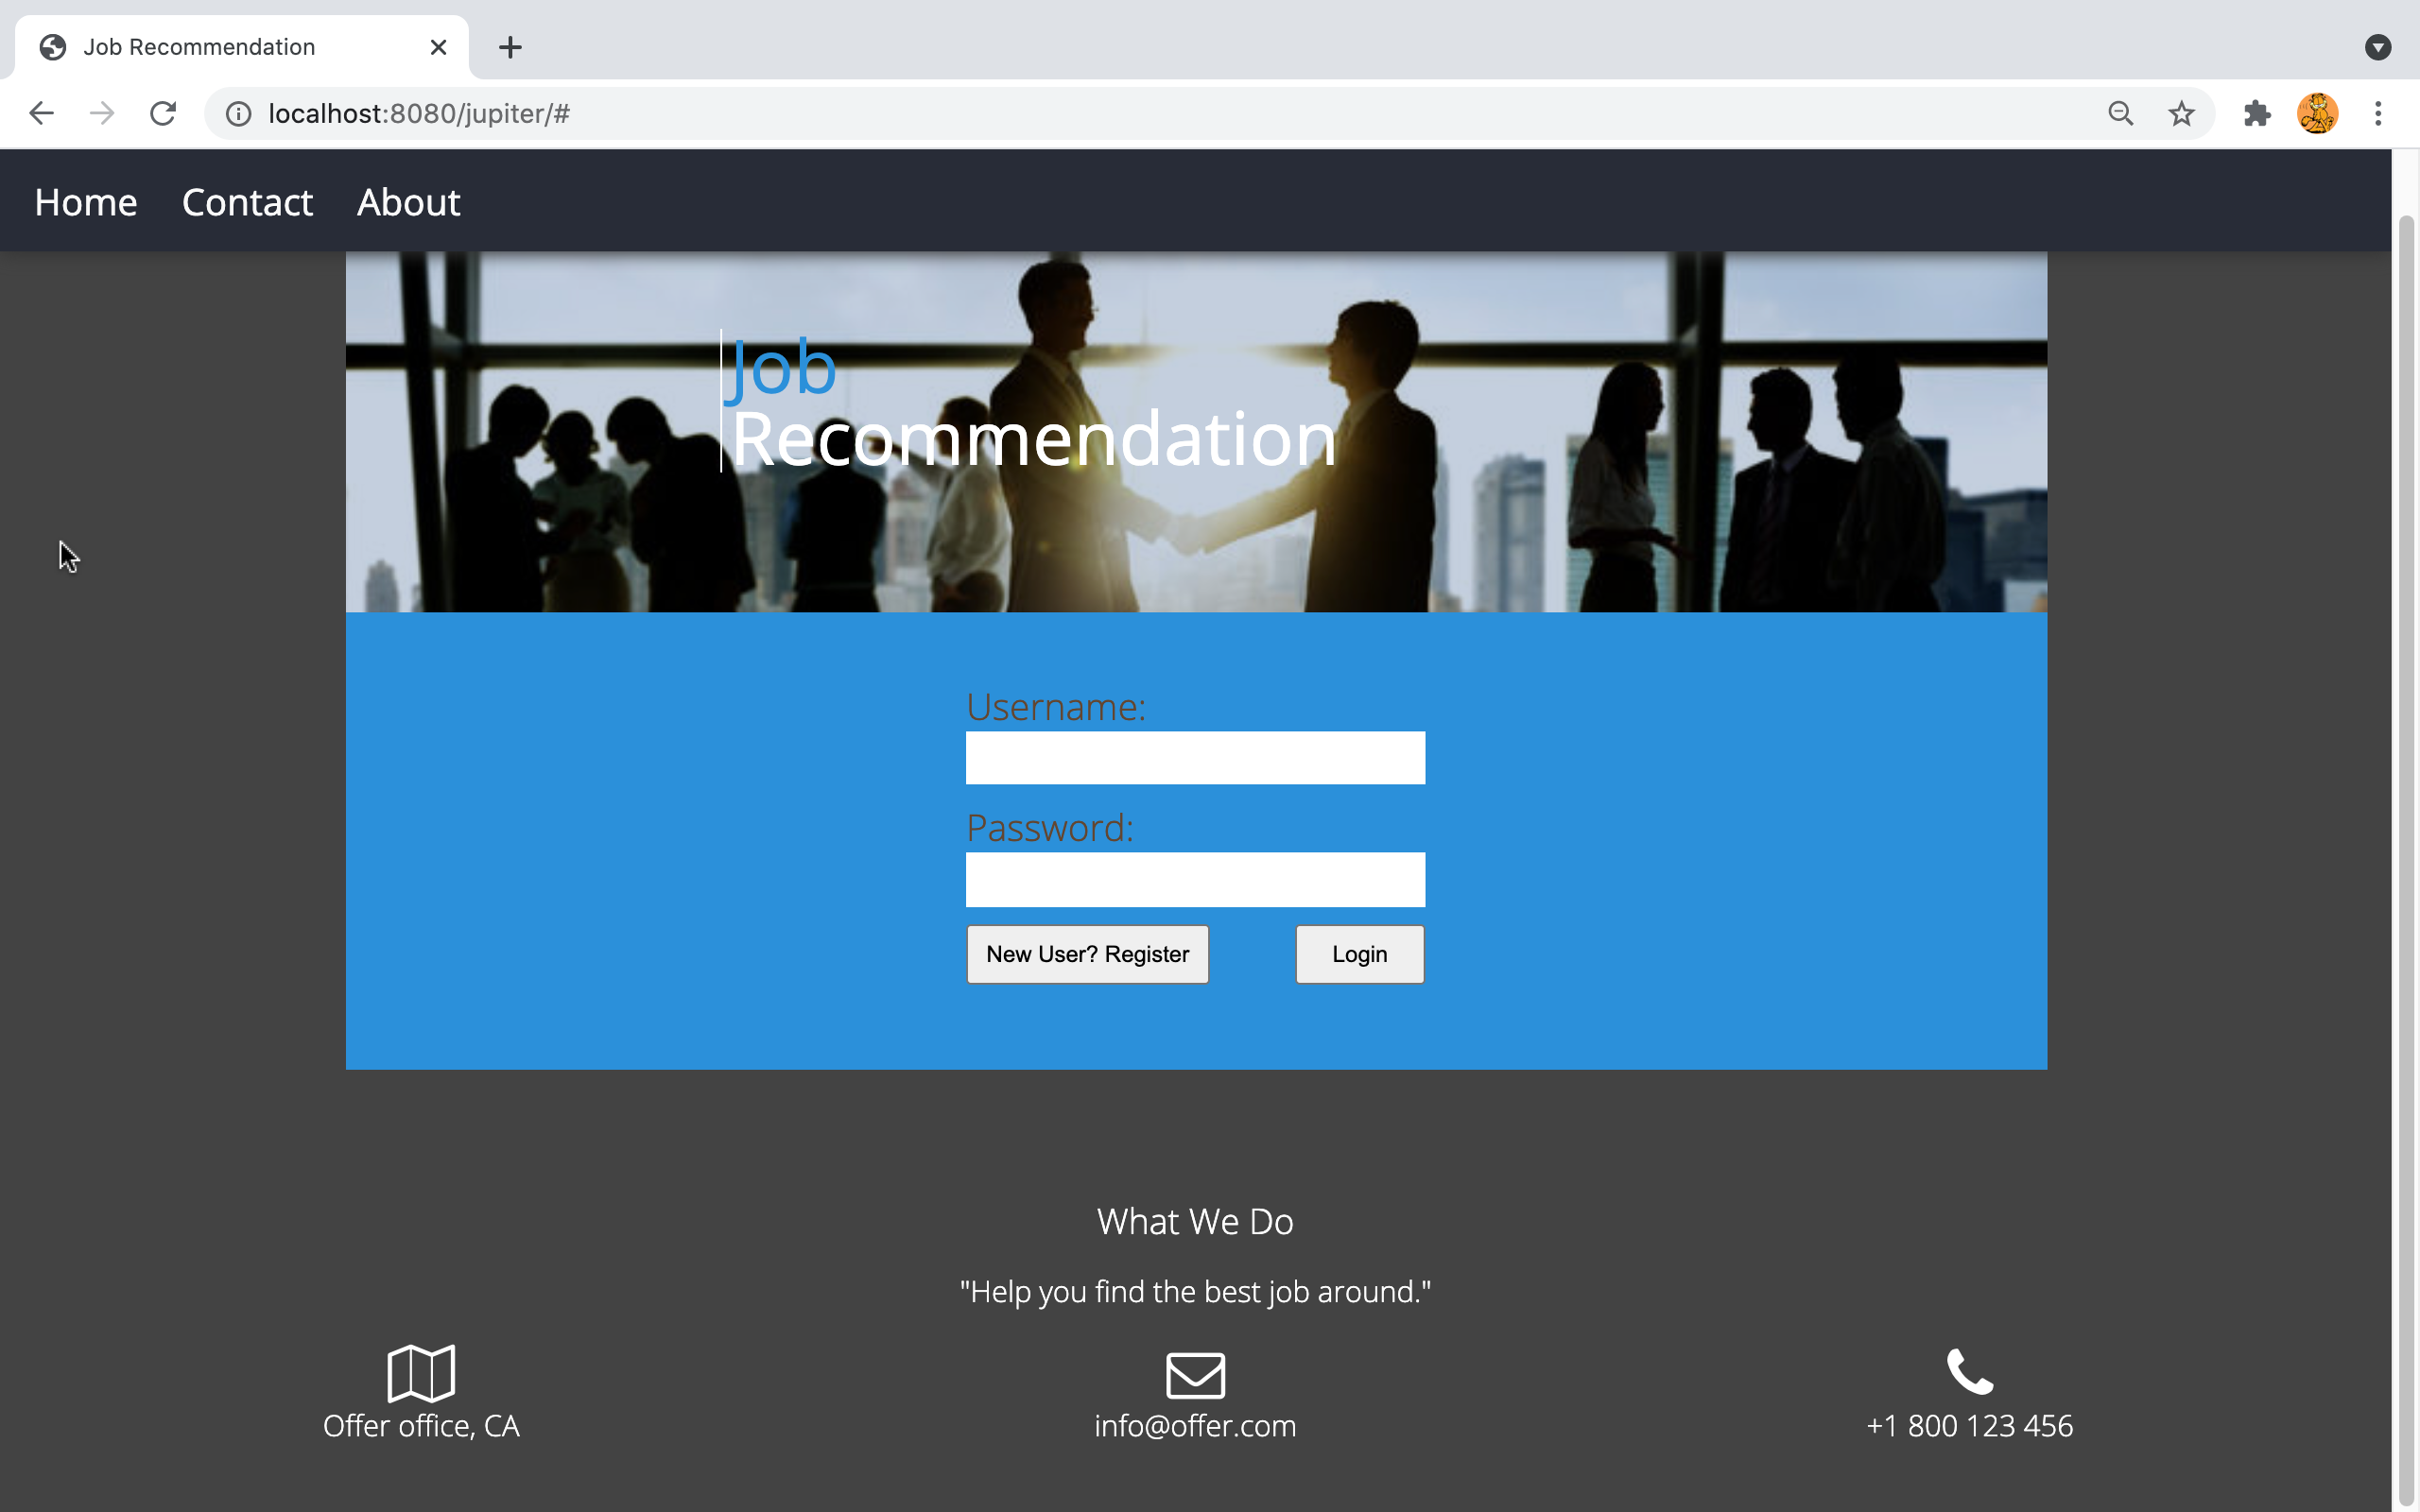 Job Recommendation
localhost:8080/jupiter/#
Home Contact About
Job
Recommendation
Username:
Password:
New User? Register Login
What We Do
"Help you find the best job around."
Offer office, CA info@offer.com +1 800 123 456